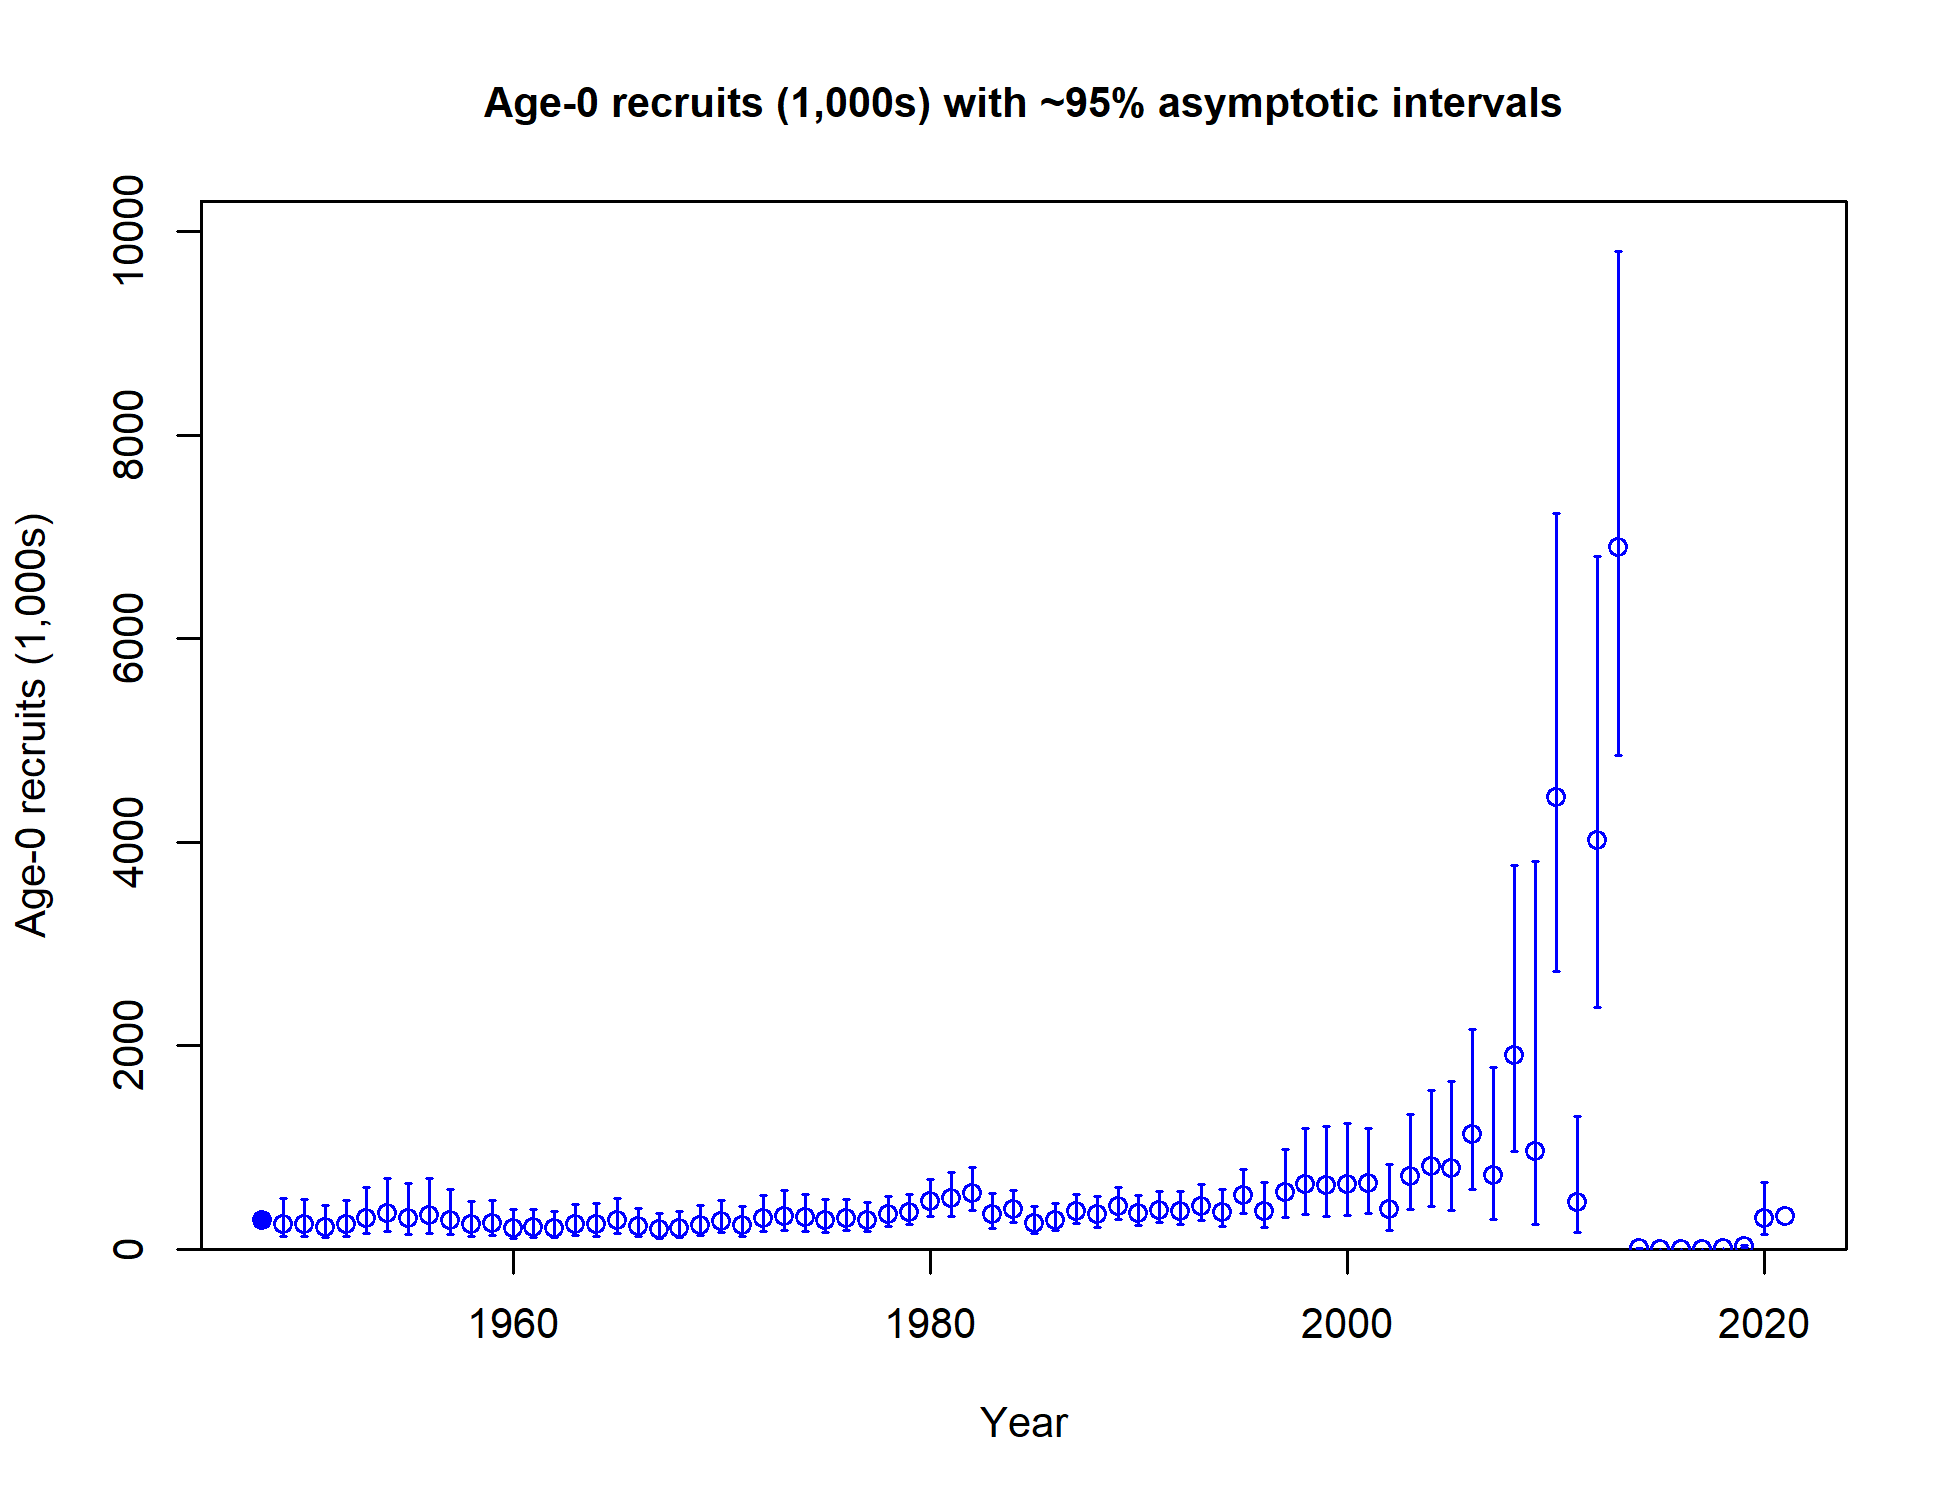 Age-0 recruits (1,000s) with ~95% asymptotic intervals
Age-0 recruits (1,000s)
10000
8000
6000
4000
2000
0
1960 1980 2000 2020
Year